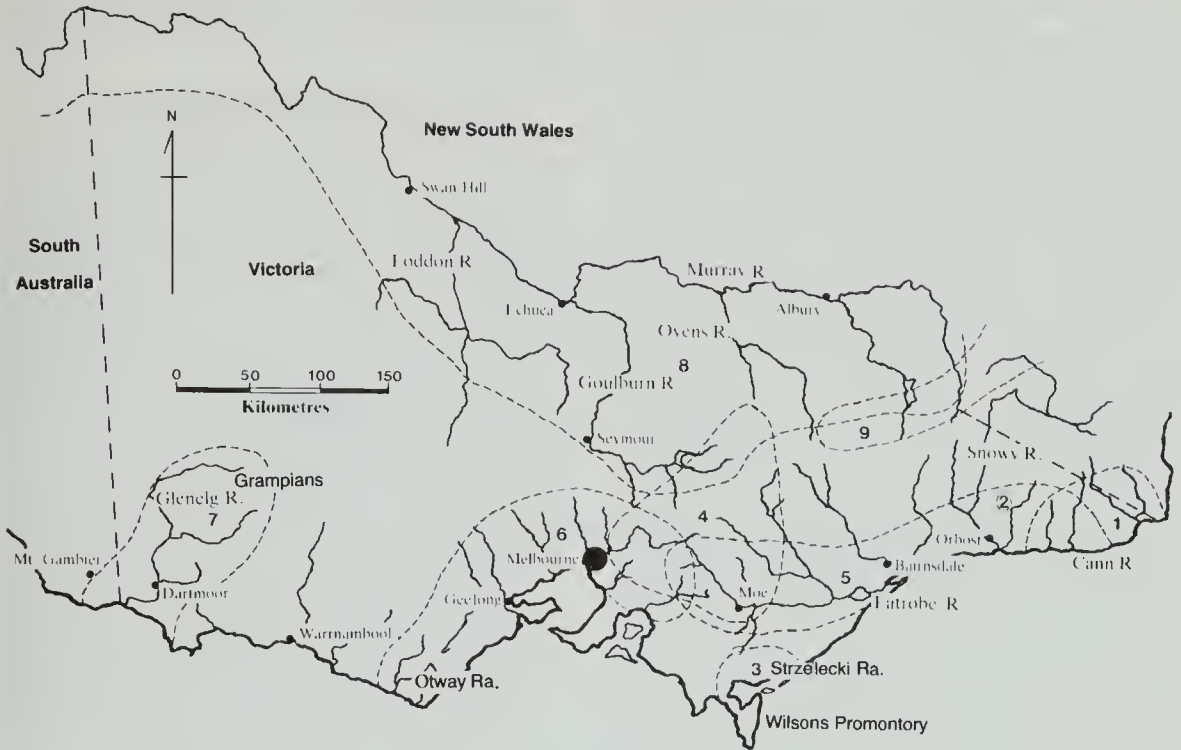 N
New South Wales
Swan Hill
South
Australia
Victoria
Loddon R
Murray R
Echuca
Albury
Ovens R.
8
0 50 100 150
Kilometres
Goulburn R
9
Seymour
Snowy R.
Grampians
Glenelg R.
7
2
1
4
6
Melbourne
Orbost
Mt. Gambier
Bairnsdale
Cann R
5
Dartmoor
Geelong
Moe
Latrobe R
Warrnambool
3 Strzelecki Ra.
Otway Ra.
Wilsons Promontory